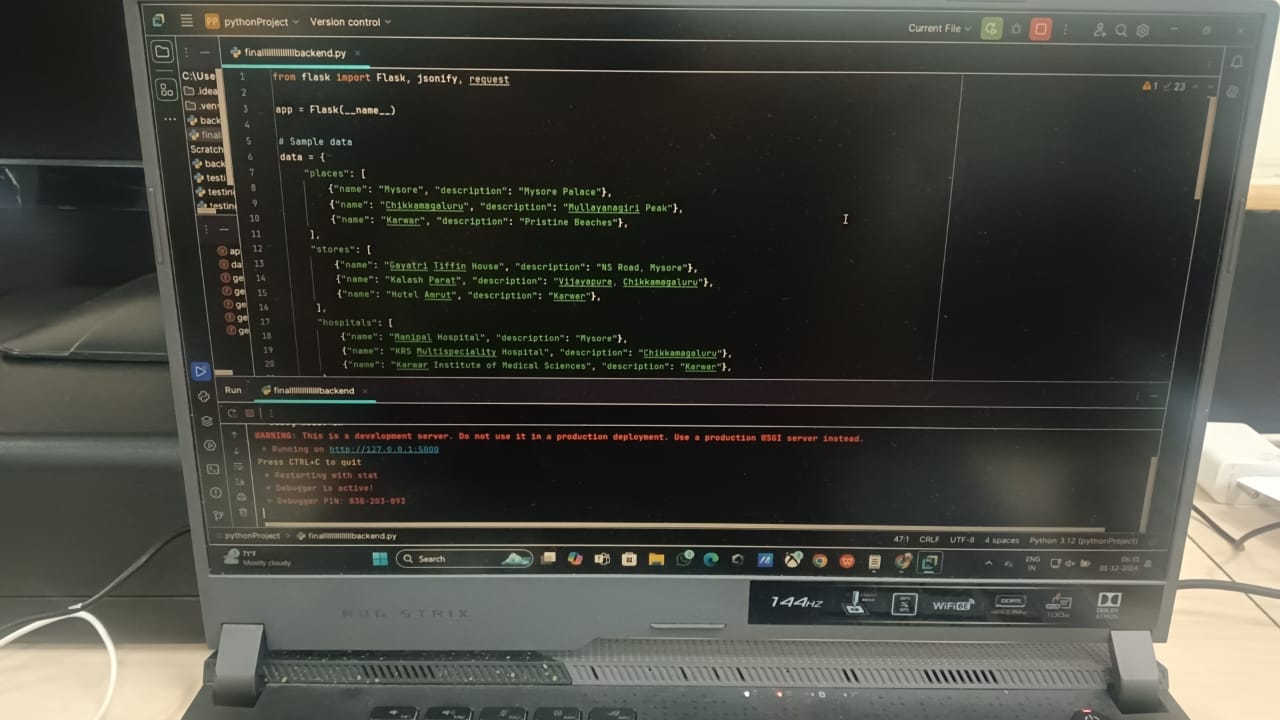 PP pythonProject Version control Current File
finalllllllllllllllbackend.py
C:\Use
.idea
.ven
back
final
Scratch
back
testi
testing
testing
1 from flask import Flask, jsonify, request
2
3 app = Flask(__name__)
4
5 # Sample data
6 data = {
7 "places": [
8 {"name": "Mysore", "description": "Mysore Palace"},
9 {"name": "Chikkamagaluru", "description": "Mullayanagiri Peak"},
10 {"name": "Karwar", "description": "Pristine Beaches"},
11 ],
12 "stores": [
13 {"name": "Gayatri Tiffin House", "description": "NS Road, Mysore"},
14 {"name": "Kalash Parat", "description": "Vijayapura, Chikkamagaluru"},
15 {"name": "Hotel Amrut", "description": "Karwar"},
16 ],
17 "hospitals": [
18 {"name": "Manipal Hospital", "description": "Mysore"},
19 {"name": "KRS Multispeciality Hospital", "description": "Chikkamagaluru"},
20 {"name": "Karwar Institute of Medical Sciences", "description": "Karwar"},
1 23
ap
da
ge
ge
ge
ge
ge
Run finalllllllllllllllbackend
WARNING: This is a development server. Do not use it in a production deployment. Use a production WSGI server instead.
* Running on http://127.0.0.1:5000
Press CTRL+C to quit
* Restarting with stat
* Debugger is active!
* Debugger PIN: 838-203-893
pythonProject finalllllllllllllllbackend.py 47:1 CRLF UTF-8 4 spaces Python 3.12 (pythonProject)
71°F
Mostly cloudy
Search
ENG
IN
01-12-2024
ROG STRIX
144HZ
WiFi 6E
DDR5
DOLBY
ATMOS